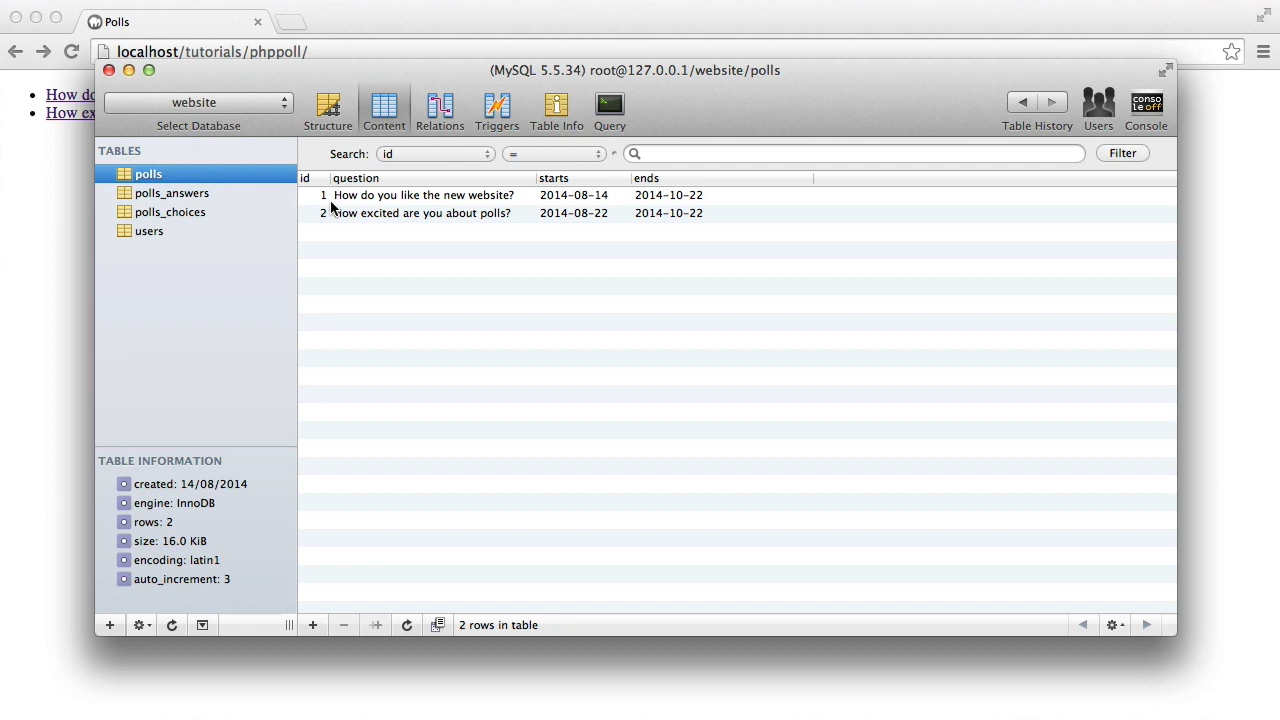 Polls
localhost/tutorials/phppoll/
How do
How ex
(MySQL 5.5.34) root@127.0.0.1/website/polls
website
Select Database
Structure
Content
Relations
Triggers
Table Info
Query
Table History
Users
conso
le off
Console
TABLES
polls
polls_answers
polls_choices
users
Search: id = Filter
id question starts ends
1 How do you like the new website? 2014-08-14 2014-10-22
2 How excited are you about polls? 2014-08-22 2014-10-22
TABLE INFORMATION
created: 14/08/2014
engine: InnoDB
rows: 2
size: 16.0 KiB
encoding: latin1
auto_increment: 3
2 rows in table